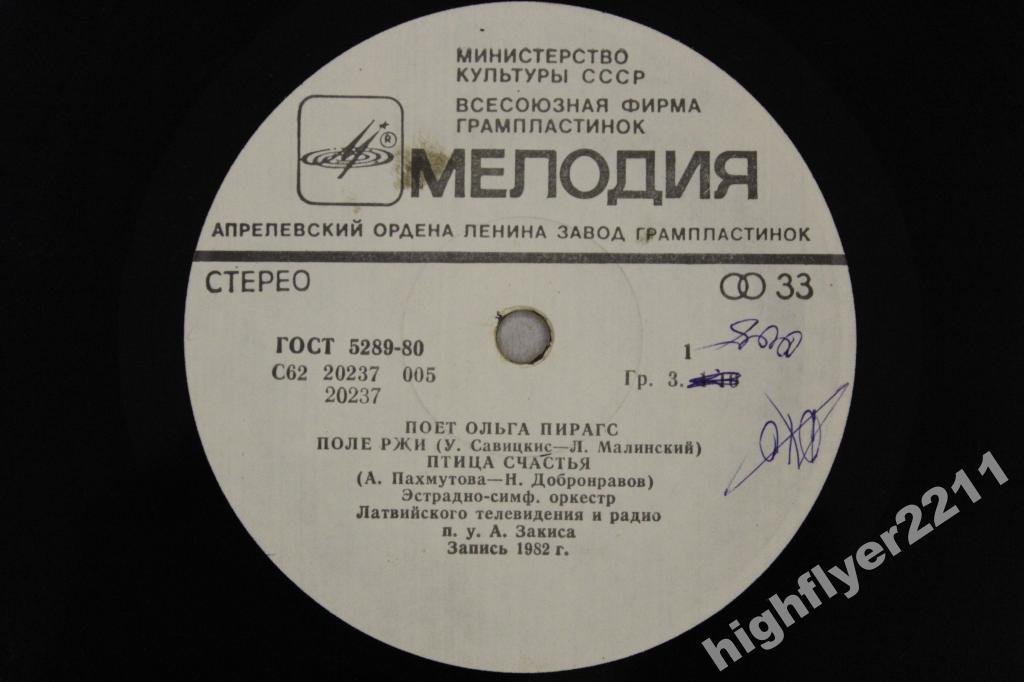 МИНИСТЕРСТВО
КУЛЬТУРЫ СССР
ВСЕСОЮЗНАЯ ФИРМА
ГРАМПЛАСТИНОК
®
МЕЛОДИЯ
АПРЕЛЕВСКИЙ ОРДЕНА ЛЕНИНА ЗАВОД ГРАМПЛАСТИНОК
СТЕРЕО 33
ГОСТ 5289-80 1
С62 20237 005 Гр. 3.
20237
ПОЕТ ОЛЬГА ПИРАГС
ПОЛЕ РЖИ (У. Савицкис—Л. Малинский)
ПТИЦА СЧАСТЬЯ
(А. Пахмутова—Н. Добронравов)
Эстрадно-симф. оркестр
Латвийского телевидения и радио
п. у. А. Закиса
Запись 1982 г.
highflyer2211